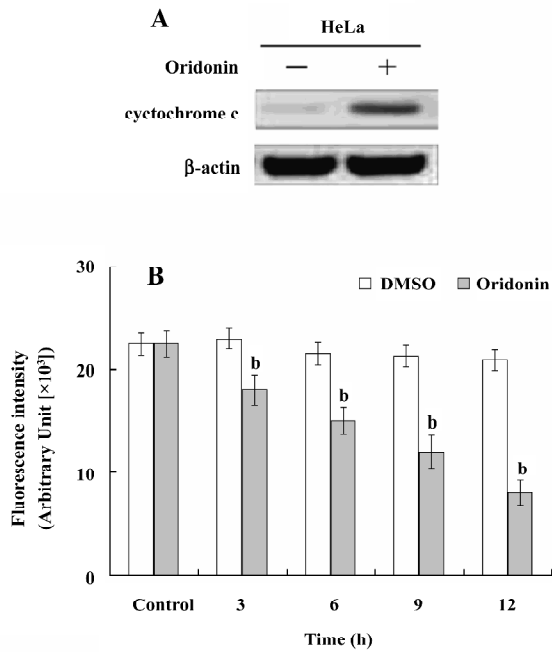 A
HeLa
Oridonin − +
cyctochrome c
β-actin
B
DMSO Oridonin
30
20
10
0
Fluorescence intensity
(Arbitrary Unit [×10³])
b b b b
Control 3 6 9 12
Time (h)